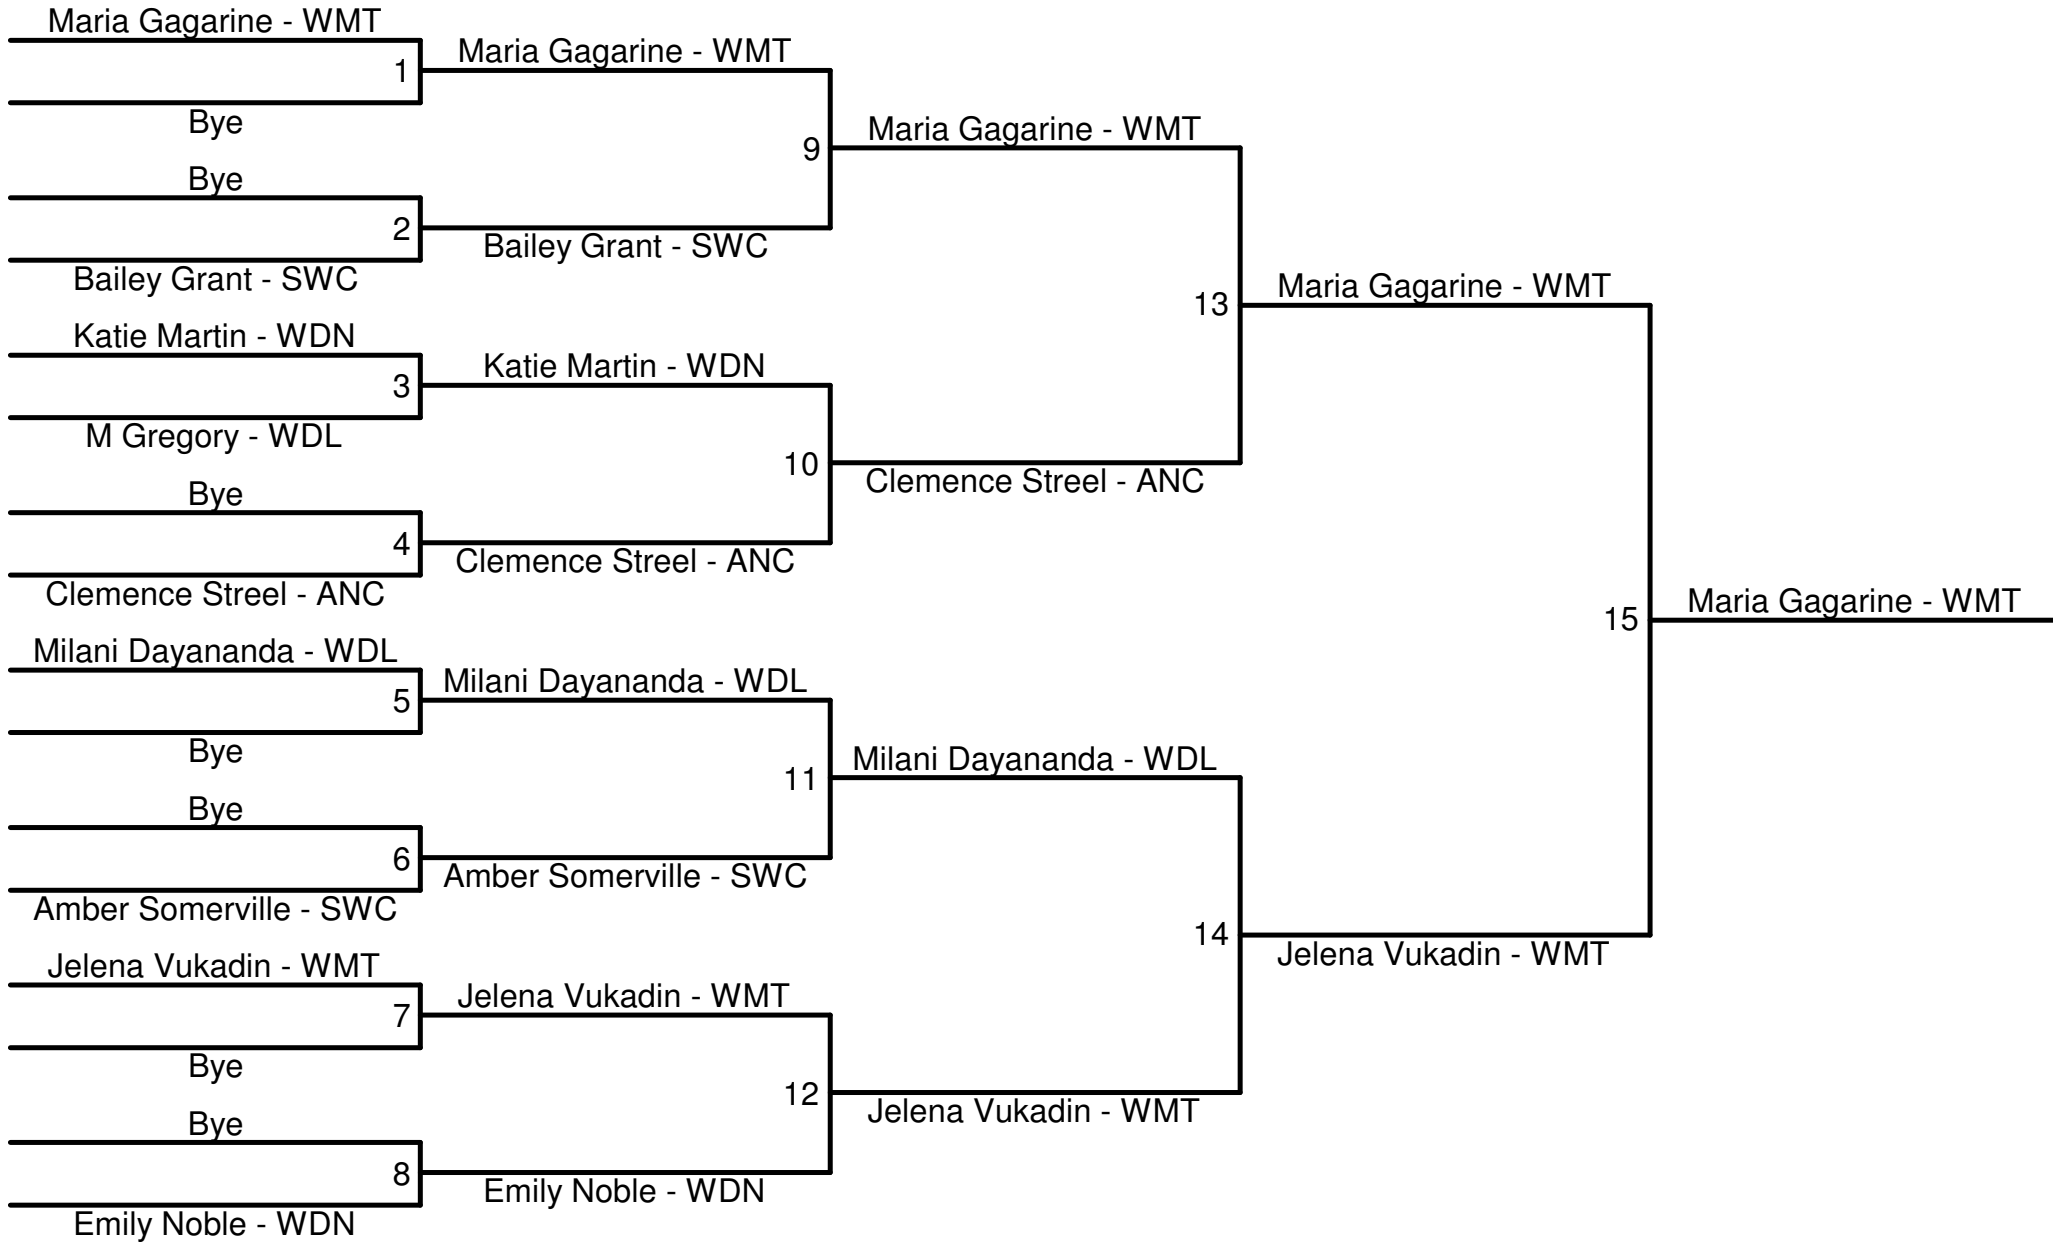 Maria Gagarine - WMT
1
Bye
Bye
2
Bailey Grant - SWC
Katie Martin - WDN
3
M Gregory - WDL
Bye
4
Clemence Streel - ANC
Milani Dayananda - WDL
5
Bye
Bye
6
Amber Somerville - SWC
Jelena Vukadin - WMT
7
Bye
Bye
8
Emily Noble - WDN
Maria Gagarine - WMT
9
Bailey Grant - SWC
Katie Martin - WDN
10
Clemence Streel - ANC
Milani Dayananda - WDL
11
Amber Somerville - SWC
Jelena Vukadin - WMT
12
Emily Noble - WDN
Maria Gagarine - WMT
13
Clemence Streel - ANC
Milani Dayananda - WDL
14
Jelena Vukadin - WMT
Maria Gagarine - WMT
15
Jelena Vukadin - WMT
Maria Gagarine - WMT